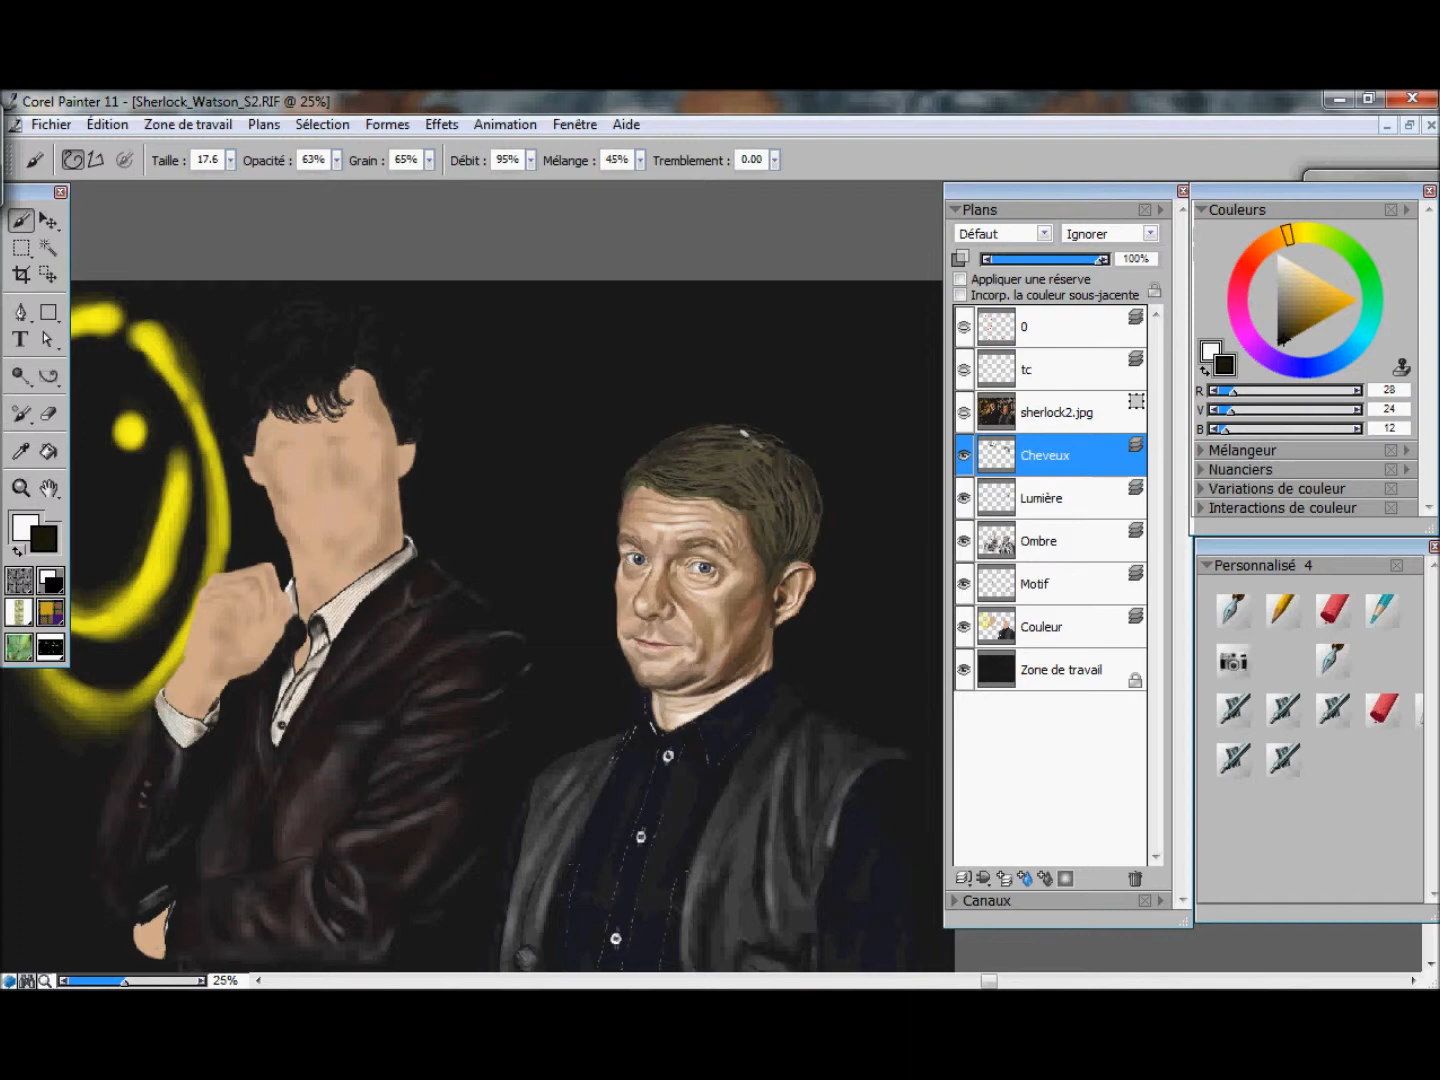 Corel Painter 11 - [Sherlock_Watson_S2.RIF @ 25%]
Fichier Édition Zone de travail Plans Sélection Formes Effets Animation Fenêtre Aide
Taille : 17.6 Opacité : 63% Grain : 65% Débit : 95% Mélange : 45% Tremblement : 0.00
Plans
Défaut Ignorer
100%
Appliquer une réserve
Incorp. la couleur sous-jacente
0
tc
sherlock2.jpg
Cheveux
Lumière
Ombre
Motif
Couleur
Zone de travail
Canaux
Couleurs
R 28
V 24
B 12
Mélangeur
Nuanciers
Variations de couleur
Interactions de couleur
Personnalisé 4
T
25%